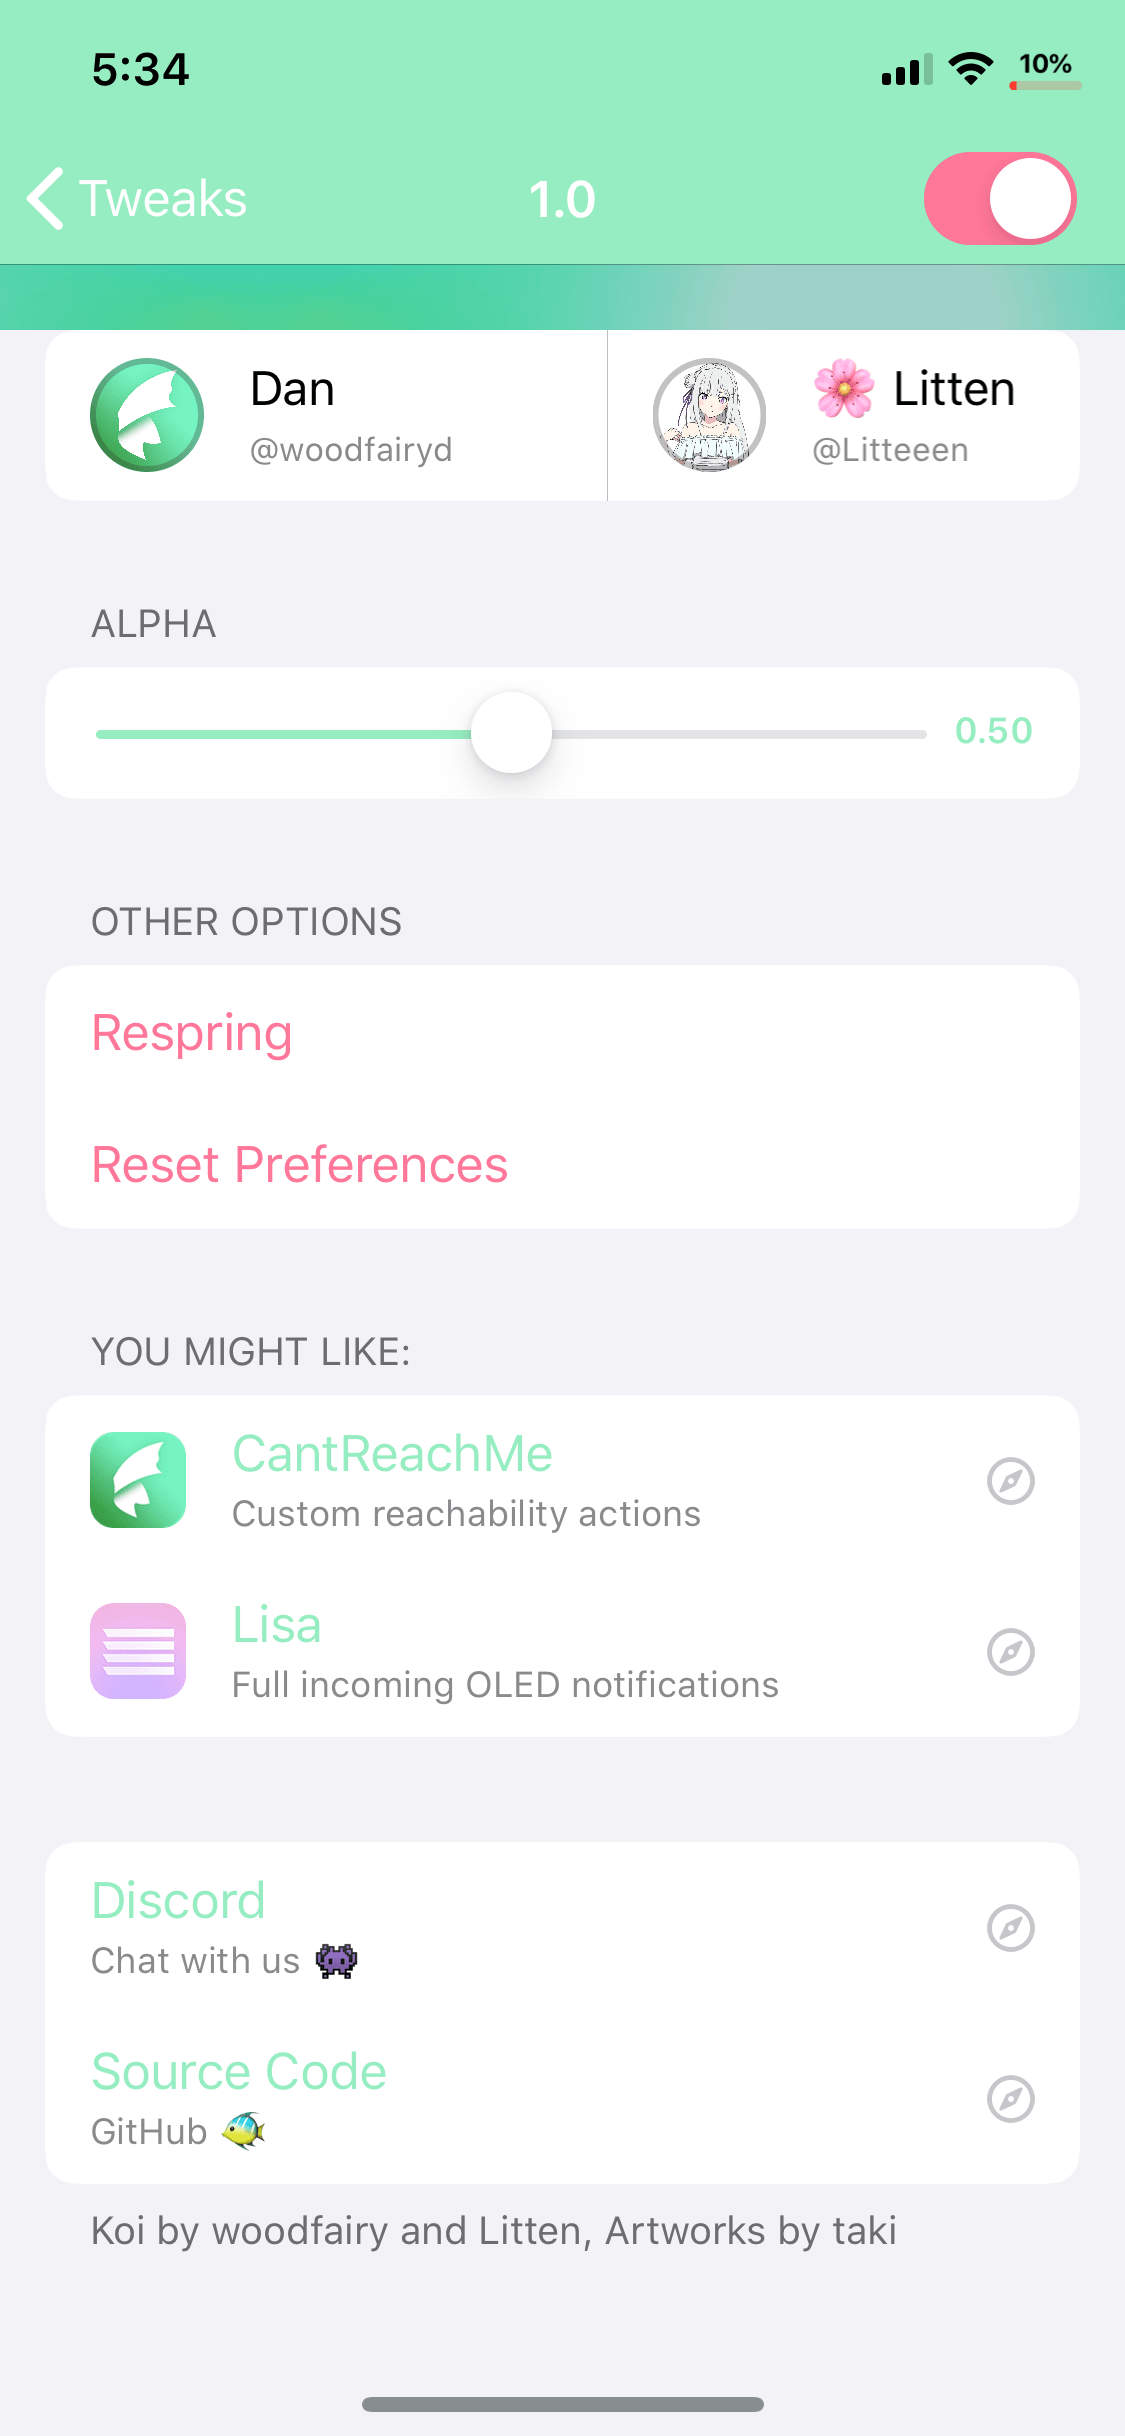 5:34
10%
Tweaks
1.0
Dan
@woodfairyd
🌸 Litten
@Litteeen
ALPHA
0.50
OTHER OPTIONS
Respring
Reset Preferences
YOU MIGHT LIKE:
CantReachMe
Custom reachability actions
Lisa
Full incoming OLED notifications
Discord
Chat with us 👾
Source Code
GitHub 🐠
Koi by woodfairy and Litten, Artworks by taki